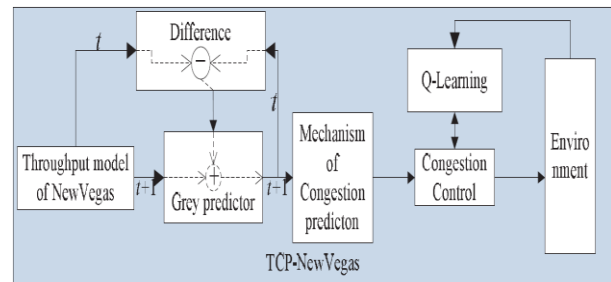 t
Difference
−
t
Throughput model
of NewVegas
t+1
+
Grey predictor
t+1
Mechanism
of
Congestion
predicton
Q-Learning
Congestion
Control
Enviro
nment
TCP-NewVegas